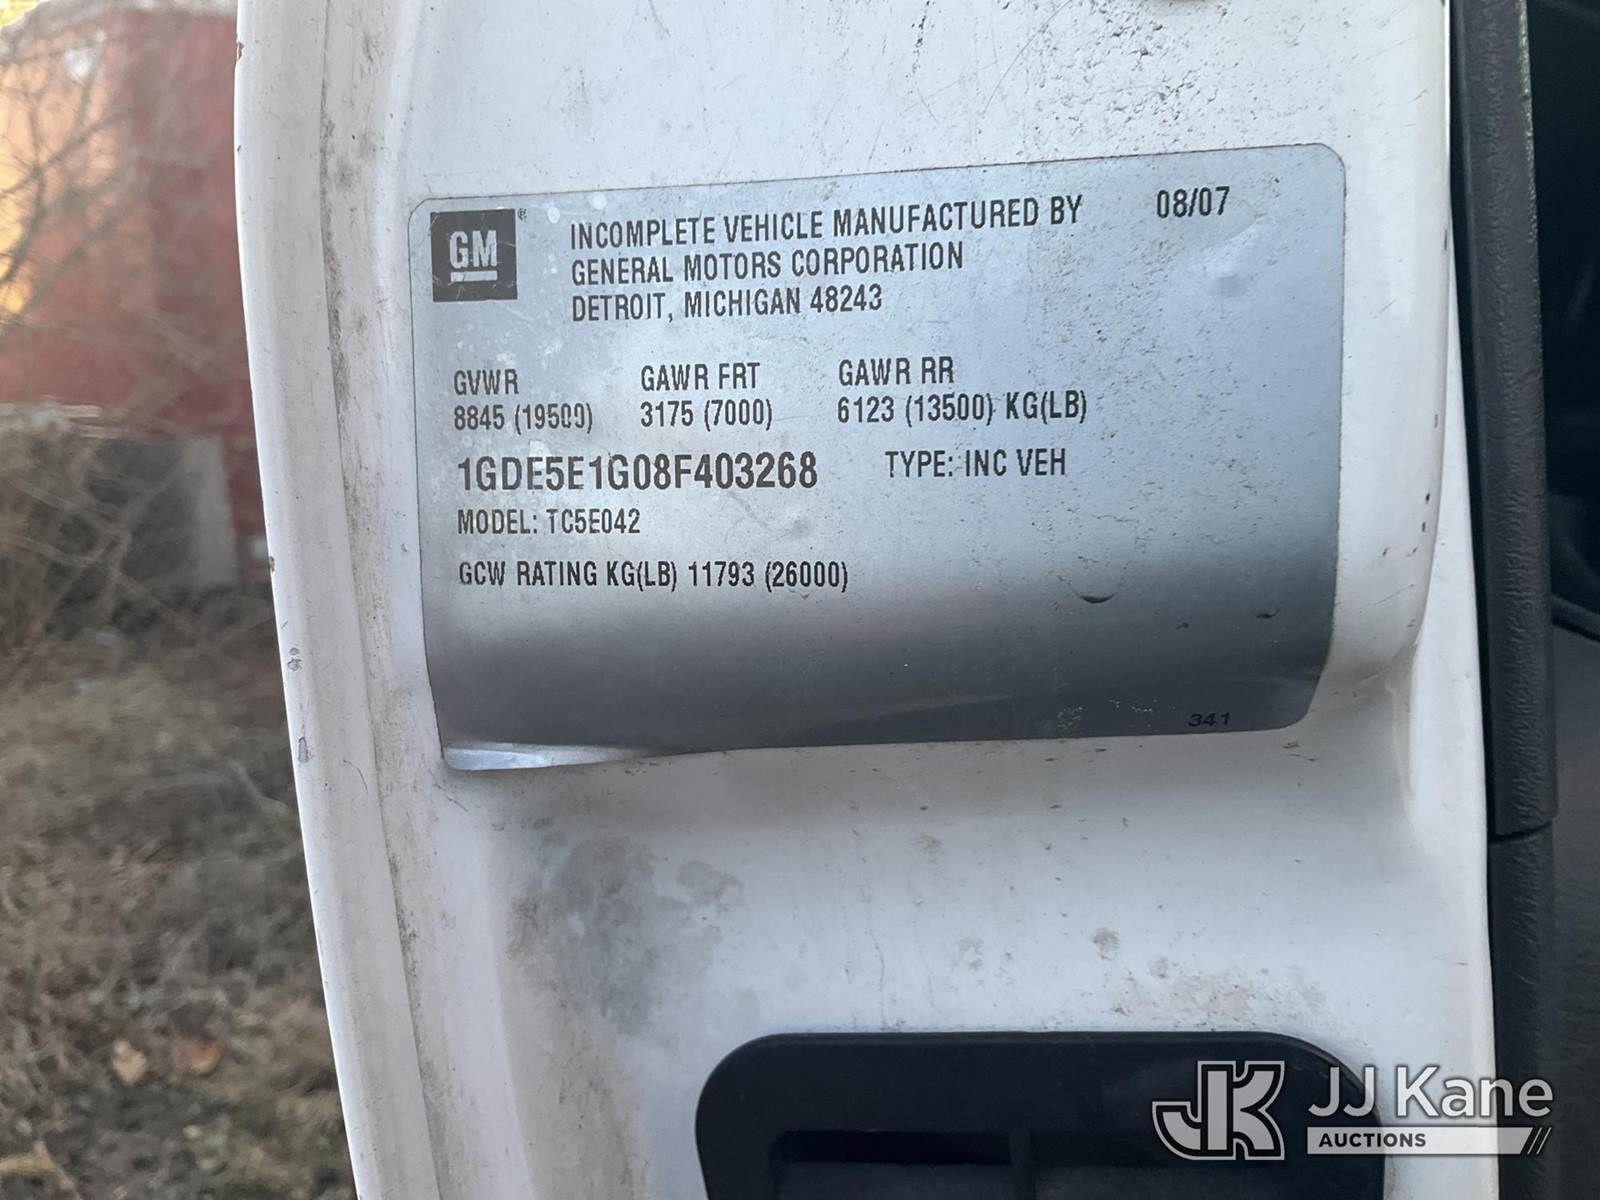 GM ® INCOMPLETE VEHICLE MANUFACTURED BY 08/07
GENERAL MOTORS CORPORATION
DETROIT, MICHIGAN 48243
GVWR GAWR FRT GAWR RR
8845 (19500) 3175 (7000) 6123 (13500) KG(LB)
1GDE5E1G08F403268 TYPE: INC VEH
MODEL: TC5E042
GCW RATING KG(LB) 11793 (26000)
341
JK JJ Kane
AUCTIONS